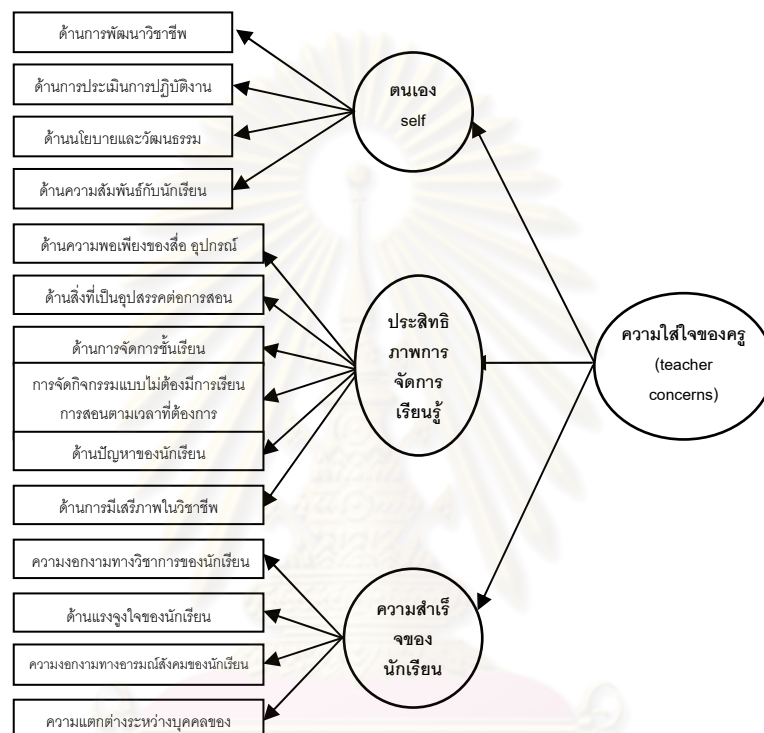 ด้านการพัฒนาวิชาชีพ
ด้านการประเมินการปฏิบัติงาน
ด้านนโยบายและวัฒนธรรม
ด้านความสัมพันธ์กับนักเรียน
ตนเอง
self
ด้านความพอเพียงของสื่อ อุปกรณ์
ด้านสิ่งที่เป็นอุปสรรคต่อการสอน
ด้านการจัดการชั้นเรียน
การจัดกิจกรรมแบบไม่ต้องมีการเรียน
การสอนตามเวลาที่ต้องการ
ด้านปัญหาของนักเรียน
ด้านการมีเสรีภาพในวิชาชีพ
ประสิทธิ
ภาพการ
จัดการ
เรียนรู้
ความใส่ใจของครู
(teacher
concerns)
ความงอกงามทางวิชาการของนักเรียน
ด้านแรงจูงใจของนักเรียน
ความงอกงามทางอารมณ์สังคมของนักเรียน
ความแตกต่างระหว่างบุคคลของ
ความสำเร็
จของ
นักเรียน